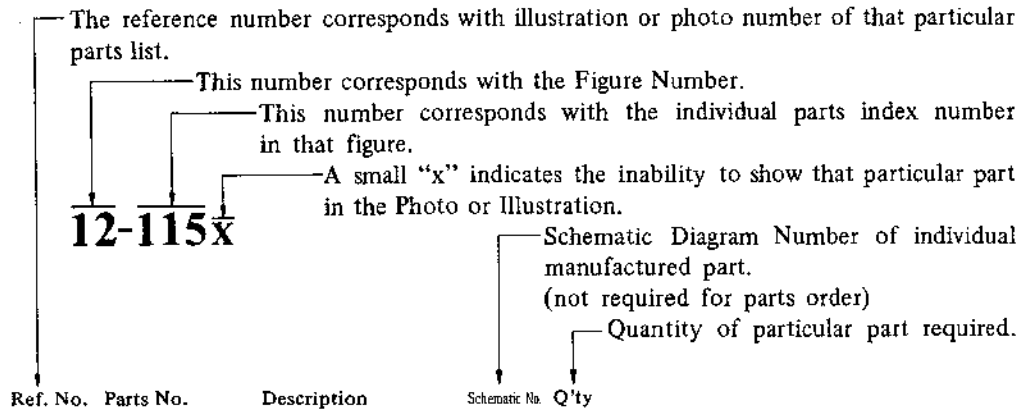 The reference number corresponds with illustration or photo number of that particular
parts list.
This number corresponds with the Figure Number.
This number corresponds with the individual parts index number
in that figure.
A small “x” indicates the inability to show that particular part
in the Photo or Illustration.
12-115x
Schematic Diagram Number of individual
manufactured part.
(not required for parts order)
Quantity of particular part required.
Ref. No. Parts No. Description Schematic No. Q'ty